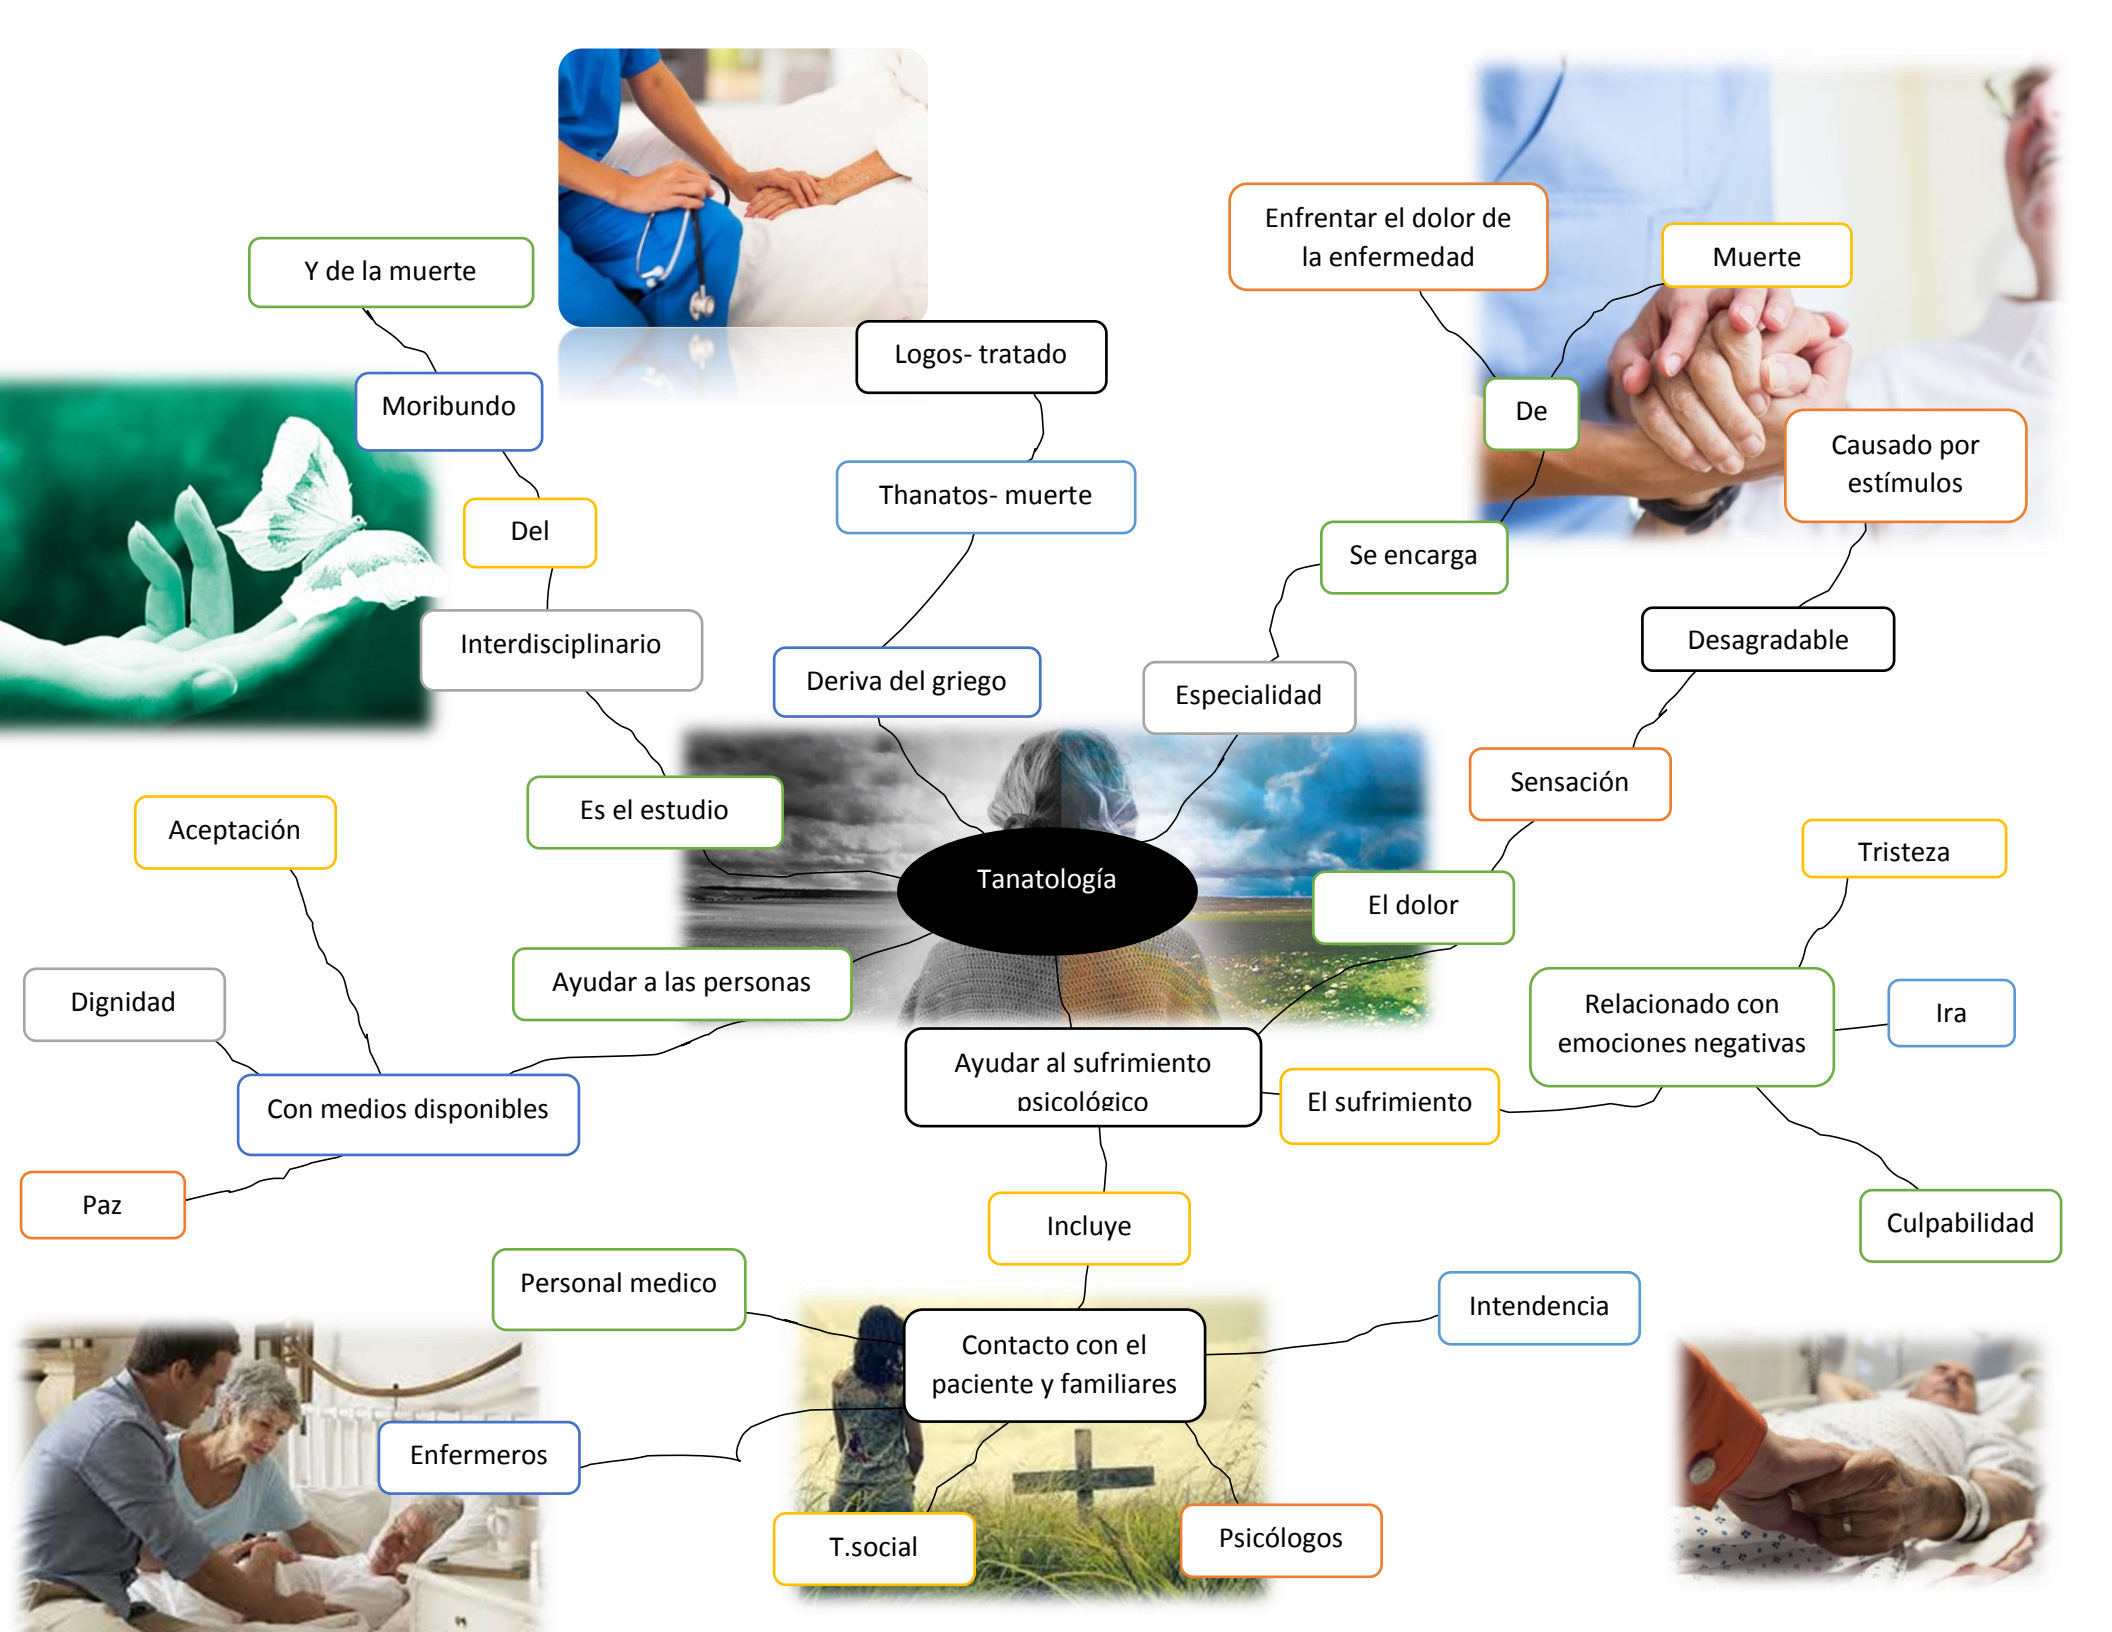 Y de la muerte
Moribundo
Del
Interdisciplinario
Es el estudio
Logos- tratado
Thanatos- muerte
Deriva del griego
Enfrentar el dolor de
la enfermedad
Muerte
De
Se encarga
Especialidad
Causado por
estímulos
Desagradable
Sensación
El dolor
Tanatología
Aceptación
Dignidad
Ayudar a las personas
Con medios disponibles
Paz
Ayudar al sufrimiento
psicológico
El sufrimiento
Relacionado con
emociones negativas
Tristeza
Ira
Culpabilidad
Incluye
Contacto con el
paciente y familiares
Personal medico
Enfermeros
T.social
Psicólogos
Intendencia